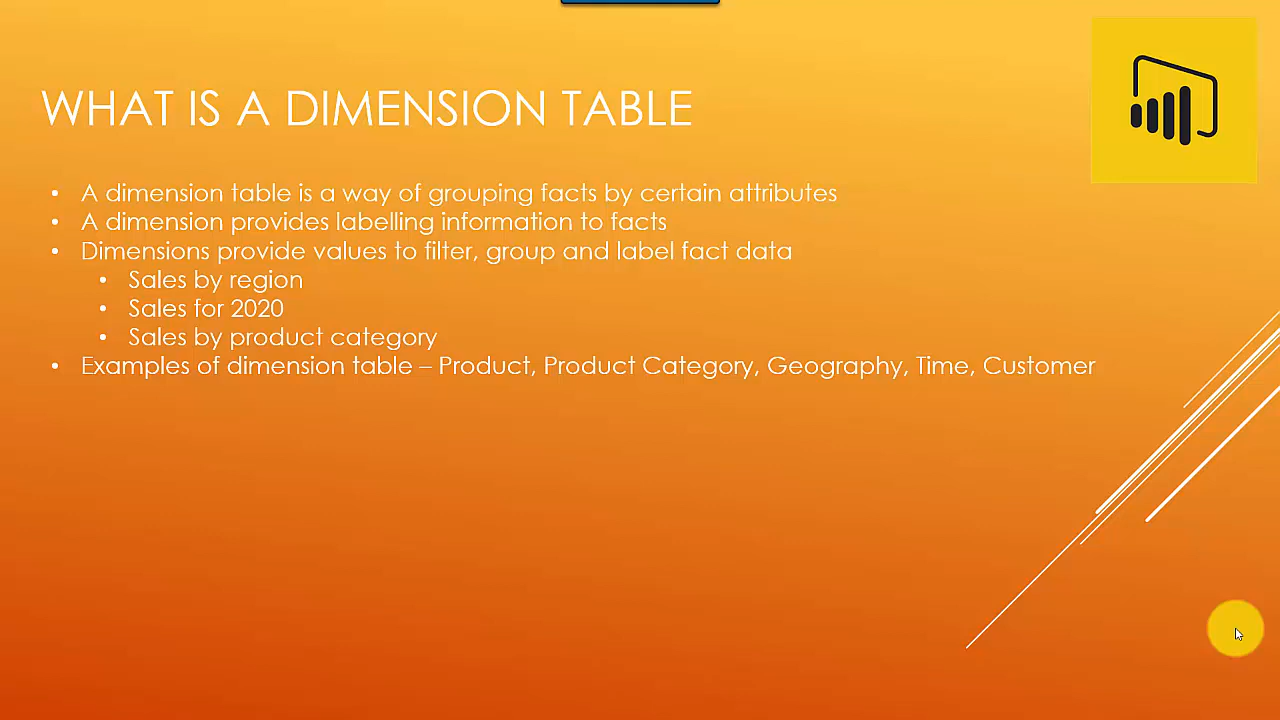 WHAT IS A DIMENSION TABLE
• A dimension table is a way of grouping facts by certain attributes
• A dimension provides labelling information to facts
• Dimensions provide values to filter, group and label fact data
• Sales by region
• Sales for 2020
• Sales by product category
• Examples of dimension table – Product, Product Category, Geography, Time, Customer